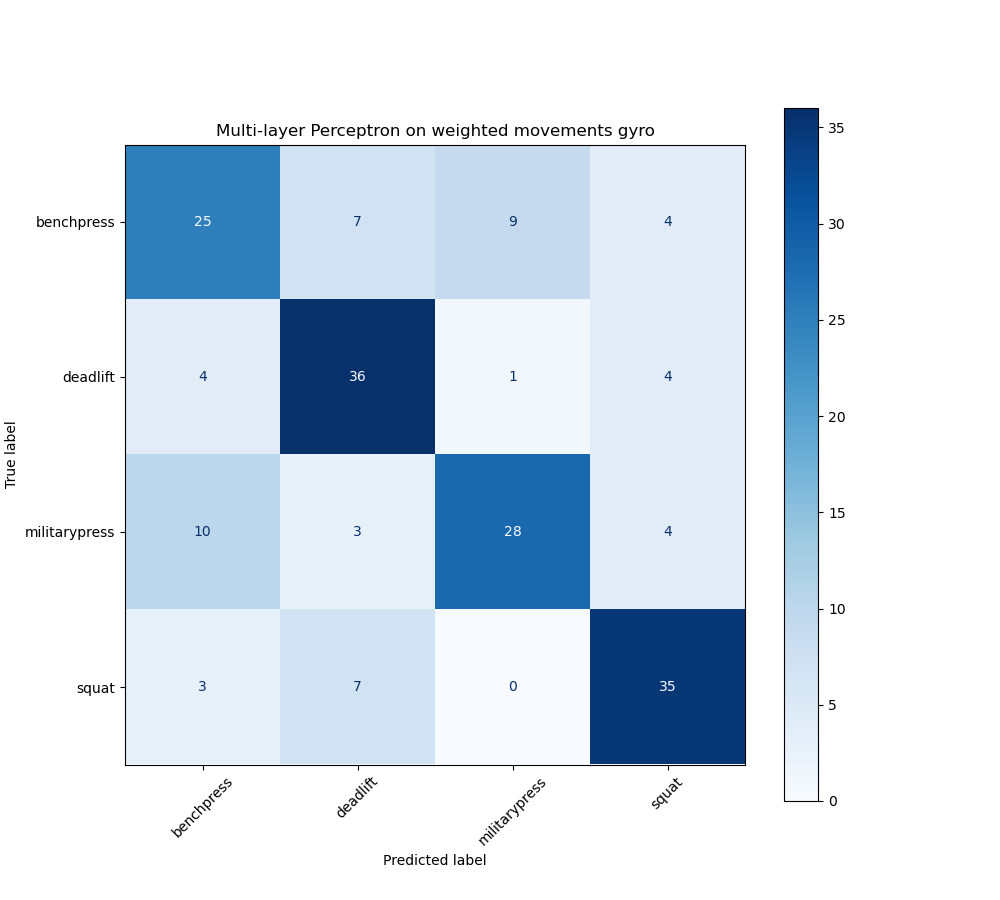 Multi-layer Perceptron on weighted movements gyro
benchpress
25 7 9 4
deadlift
4 36 1 4
militarypress
10 3 28 4
squat
3 7 0 35
True label
benchpress
deadlift
militarypress
squat
Predicted label
35
30
25
20
15
10
5
0